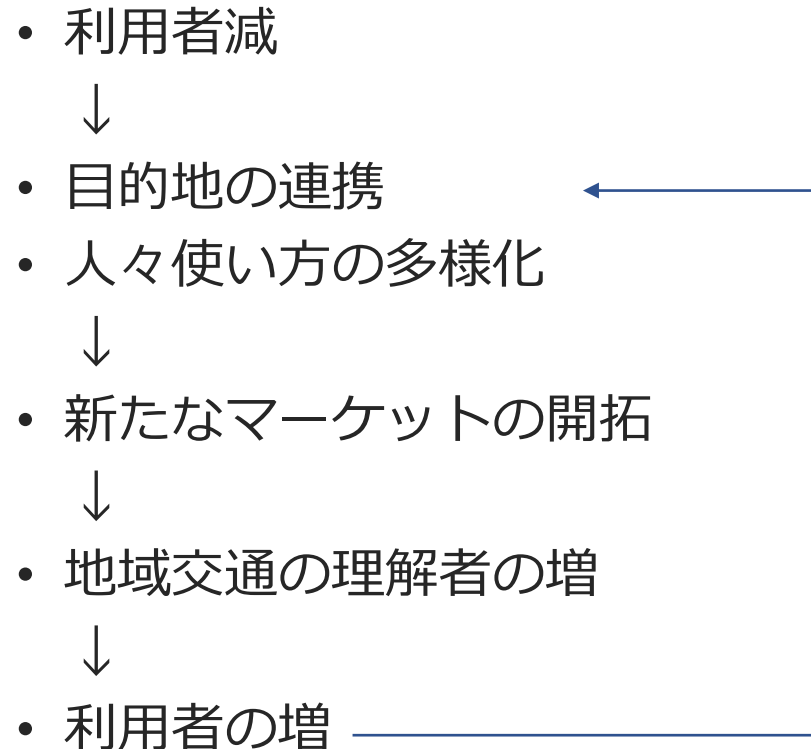 • 利用者減
↓
• 目的地の連携
• 人々使い方の多様化
↓
• 新たなマーケットの開拓
↓
• 地域交通の理解者の増
↓
• 利用者の増